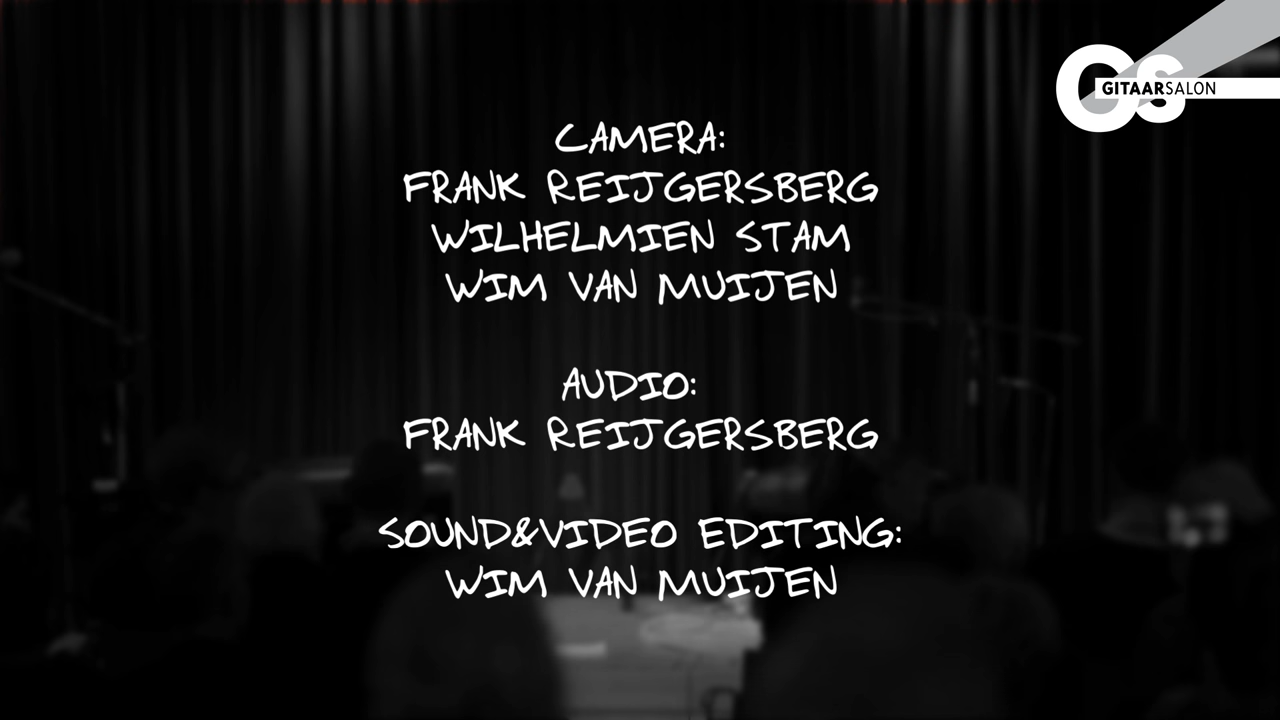 GS
GITAARSALON
CAMERA:
FRANK REIJGERSBERG
WILHELMIEN STAM
WIM VAN MUIJEN
AUDIO:
FRANK REIJGERSBERG
SOUND&VIDEO EDITING:
WIM VAN MUIJEN